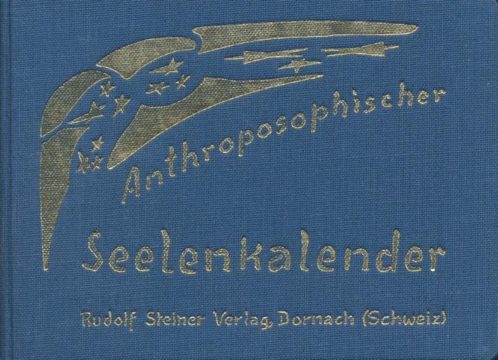 Anthroposophischer
Seelenkalender
Rudolf Steiner Verlag, Dornach (Schweiz)